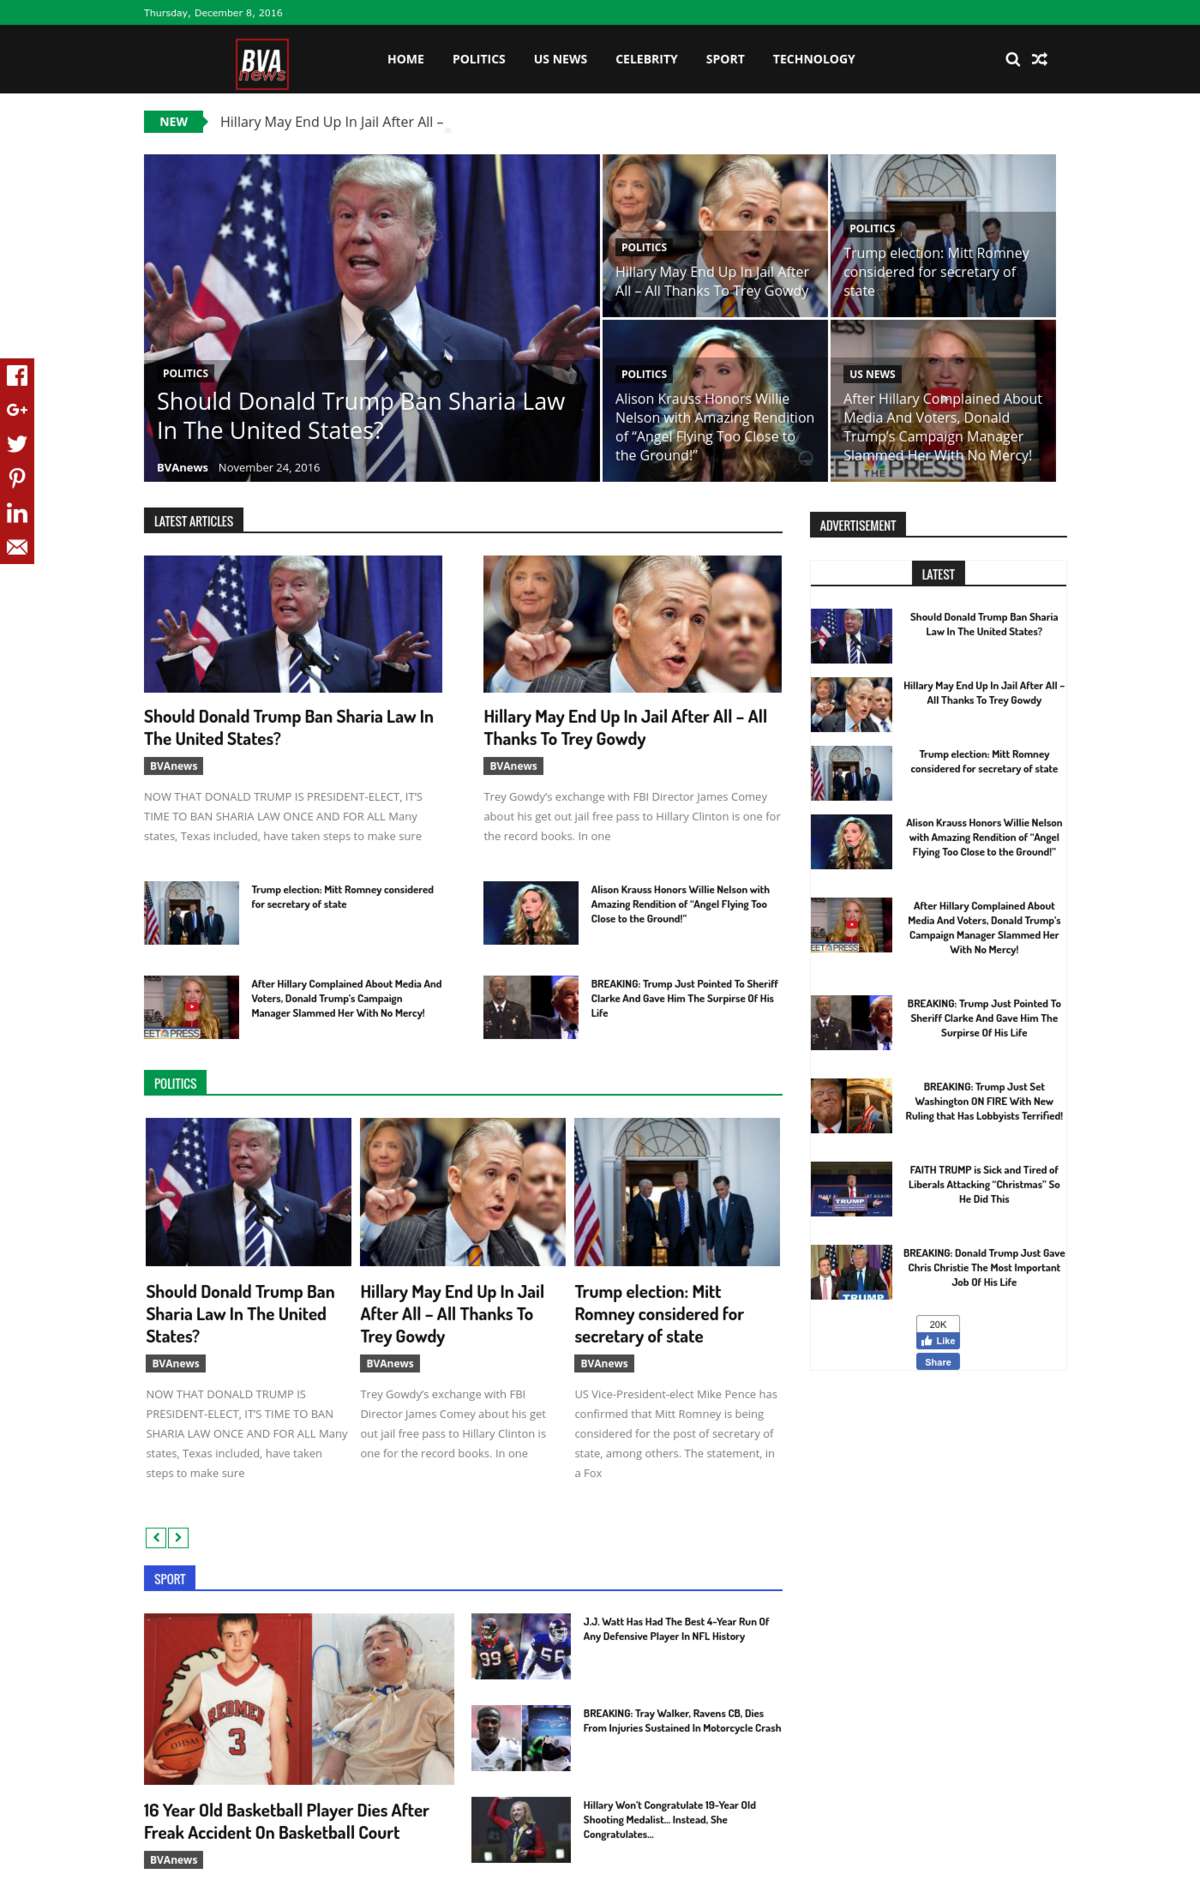 Thursday, December 8, 2016
BVA
news
HOME
POLITICS
US NEWS
CELEBRITY
SPORT
TECHNOLOGY
NEW
Hillary May End Up In Jail After All –
POLITICS
Should Donald Trump Ban Sharia Law
In The United States?
BVAnews November 24, 2016
POLITICS
Hillary May End Up In Jail After
All – All Thanks To Trey Gowdy
POLITICS
Trump election: Mitt Romney
considered for secretary of
state
POLITICS
Alison Krauss Honors Willie
Nelson with Amazing Rendition
of “Angel Flying Too Close to
the Ground!”
US NEWS
After Hillary Complained About
Media And Voters, Donald
Trump’s Campaign Manager
Slammed Her With No Mercy!
LATEST ARTICLES
Should Donald Trump Ban Sharia Law In
The United States?
BVAnews
NOW THAT DONALD TRUMP IS PRESIDENT-ELECT, IT’S
TIME TO BAN SHARIA LAW ONCE AND FOR ALL Many
states, Texas included, have taken steps to make sure
Hillary May End Up In Jail After All – All
Thanks To Trey Gowdy
BVAnews
Trey Gowdy’s exchange with FBI Director James Comey
about his get out jail free pass to Hillary Clinton is one for
the record books. In one
Trump election: Mitt Romney considered
for secretary of state
Alison Krauss Honors Willie Nelson with
Amazing Rendition of “Angel Flying Too
Close to the Ground!”
After Hillary Complained About Media And
Voters, Donald Trump’s Campaign
Manager Slammed Her With No Mercy!
BREAKING: Trump Just Pointed To Sheriff
Clarke And Gave Him The Surpirse Of His
Life
ADVERTISEMENT
LATEST
Should Donald Trump Ban Sharia
Law In The United States?
Hillary May End Up In Jail After All –
All Thanks To Trey Gowdy
Trump election: Mitt Romney
considered for secretary of state
Alison Krauss Honors Willie Nelson
with Amazing Rendition of “Angel
Flying Too Close to the Ground!”
After Hillary Complained About
Media And Voters, Donald Trump’s
Campaign Manager Slammed Her
With No Mercy!
BREAKING: Trump Just Pointed To
Sheriff Clarke And Gave Him The
Surpirse Of His Life
BREAKING: Trump Just Set
Washington ON FIRE With New
Ruling that Has Lobbyists Terrified!
FAITH TRUMP is Sick and Tired of
Liberals Attacking “Christmas” So
He Did This
BREAKING: Donald Trump Just Gave
Chris Christie The Most Important
Job Of His Life
20K
Like
Share
POLITICS
Should Donald Trump Ban
Sharia Law In The United
States?
BVAnews
NOW THAT DONALD TRUMP IS
PRESIDENT-ELECT, IT’S TIME TO BAN
SHARIA LAW ONCE AND FOR ALL Many
states, Texas included, have taken
steps to make sure
Hillary May End Up In Jail
After All – All Thanks To
Trey Gowdy
BVAnews
Trey Gowdy’s exchange with FBI
Director James Comey about his get
out jail free pass to Hillary Clinton is
one for the record books. In one
Trump election: Mitt
Romney considered for
secretary of state
BVAnews
US Vice-President-elect Mike Pence has
confirmed that Mitt Romney is being
considered for the post of secretary of
state, among others. The statement, in
a Fox
SPORT
REDMEN
3
16 Year Old Basketball Player Dies After
Freak Accident On Basketball Court
BVAnews
J.J. Watt Has Had The Best 4-Year Run Of
Any Defensive Player In NFL History
BREAKING: Tray Walker, Ravens CB, Dies
From Injuries Sustained In Motorcycle Crash
Hillary Won’t Congratulate 19-Year Old
Shooting Medalist… Instead, She
Congratulates…